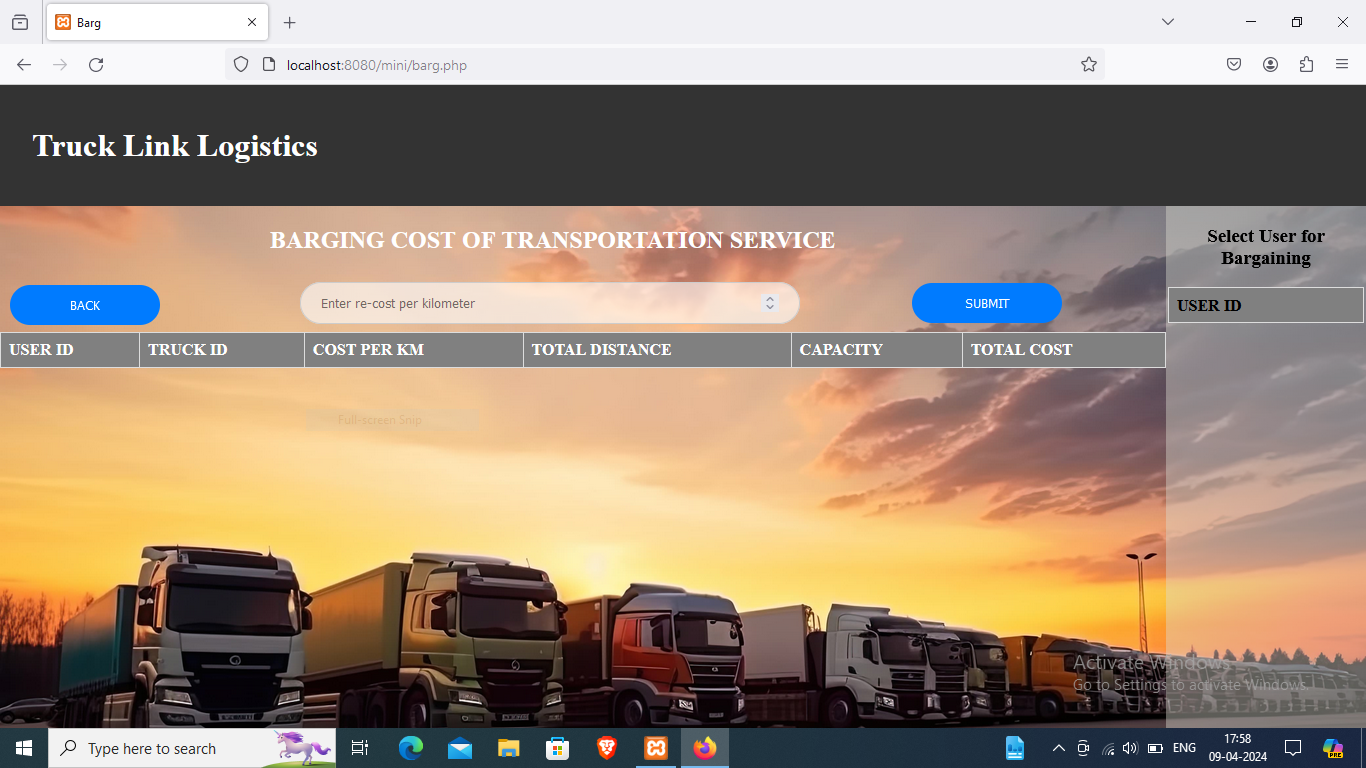 Barg
localhost:8080/mini/barg.php
Truck Link Logistics
BARGING COST OF TRANSPORTATION SERVICE
Select User for
Bargaining
BACK
Enter re-cost per kilometer
SUBMIT
USER ID
USER ID TRUCK ID COST PER KM TOTAL DISTANCE CAPACITY TOTAL COST
Full-screen Snip
Activate Windows
Go to Settings to activate Windows.
Type here to search
ENG
17:58
09-04-2024
PRE